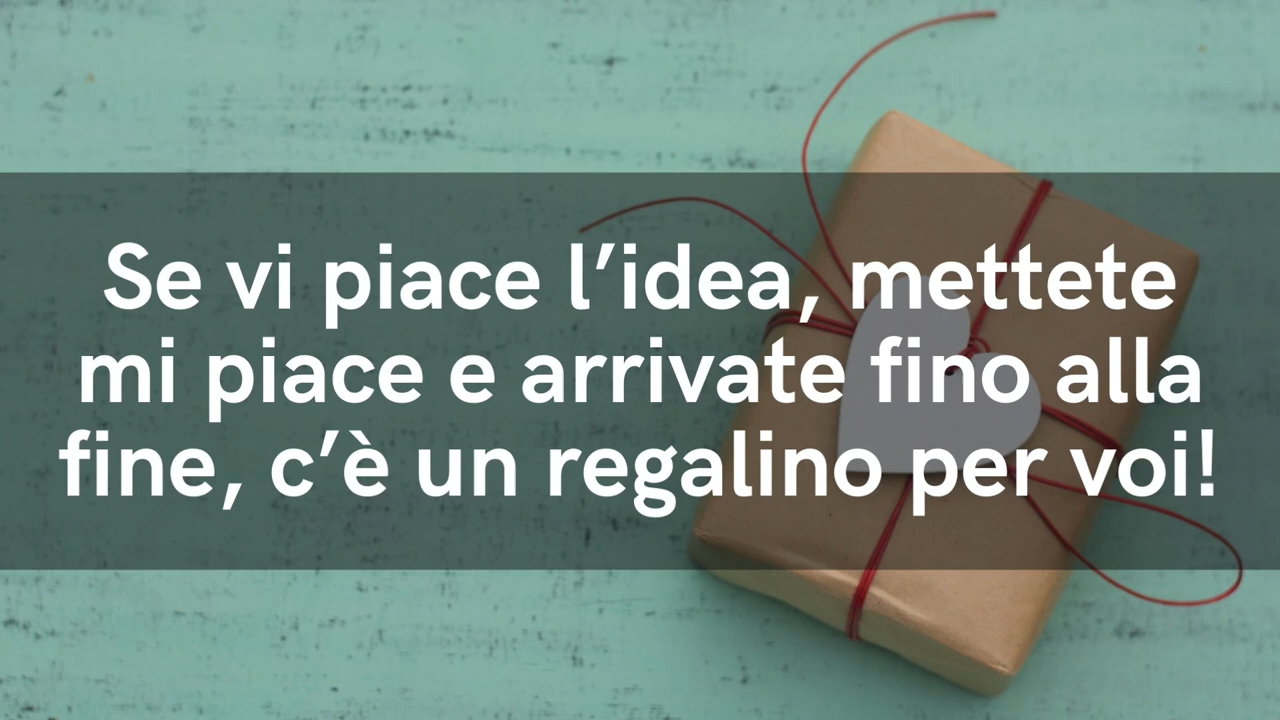 Se vi piace l’idea, mettete
mi piace e arrivate fino alla
fine, c’è un regalino per voi!